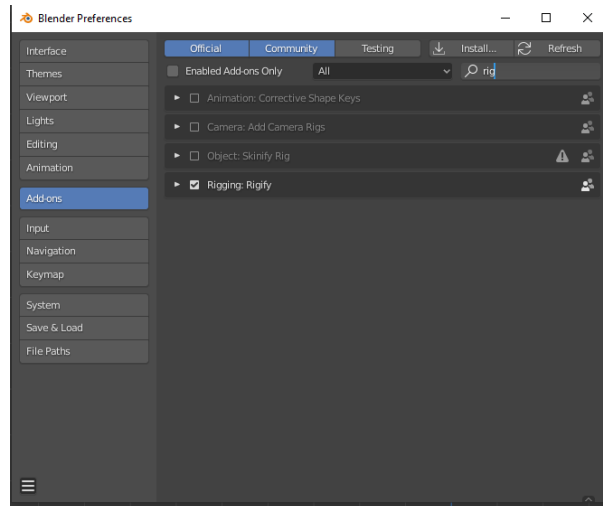 Blender Preferences
Interface
Themes
Viewport
Lights
Editing
Animation
Add-ons
Input
Navigation
Keymap
System
Save & Load
File Paths
Official Community Testing Install... Refresh
Enabled Add-ons Only All rig
Animation: Corrective Shape Keys
Camera: Add Camera Rigs
Object: Skinify Rig
Rigging: Rigify